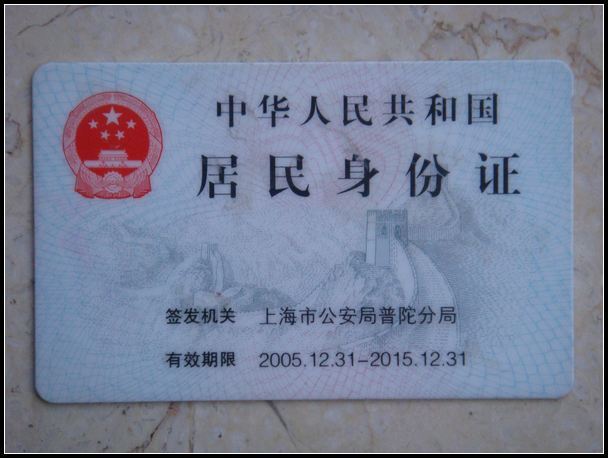 中华人民共和国
居民身份证
签发机关 上海市公安局普陀分局
有效期限 2005.12.31-2015.12.31